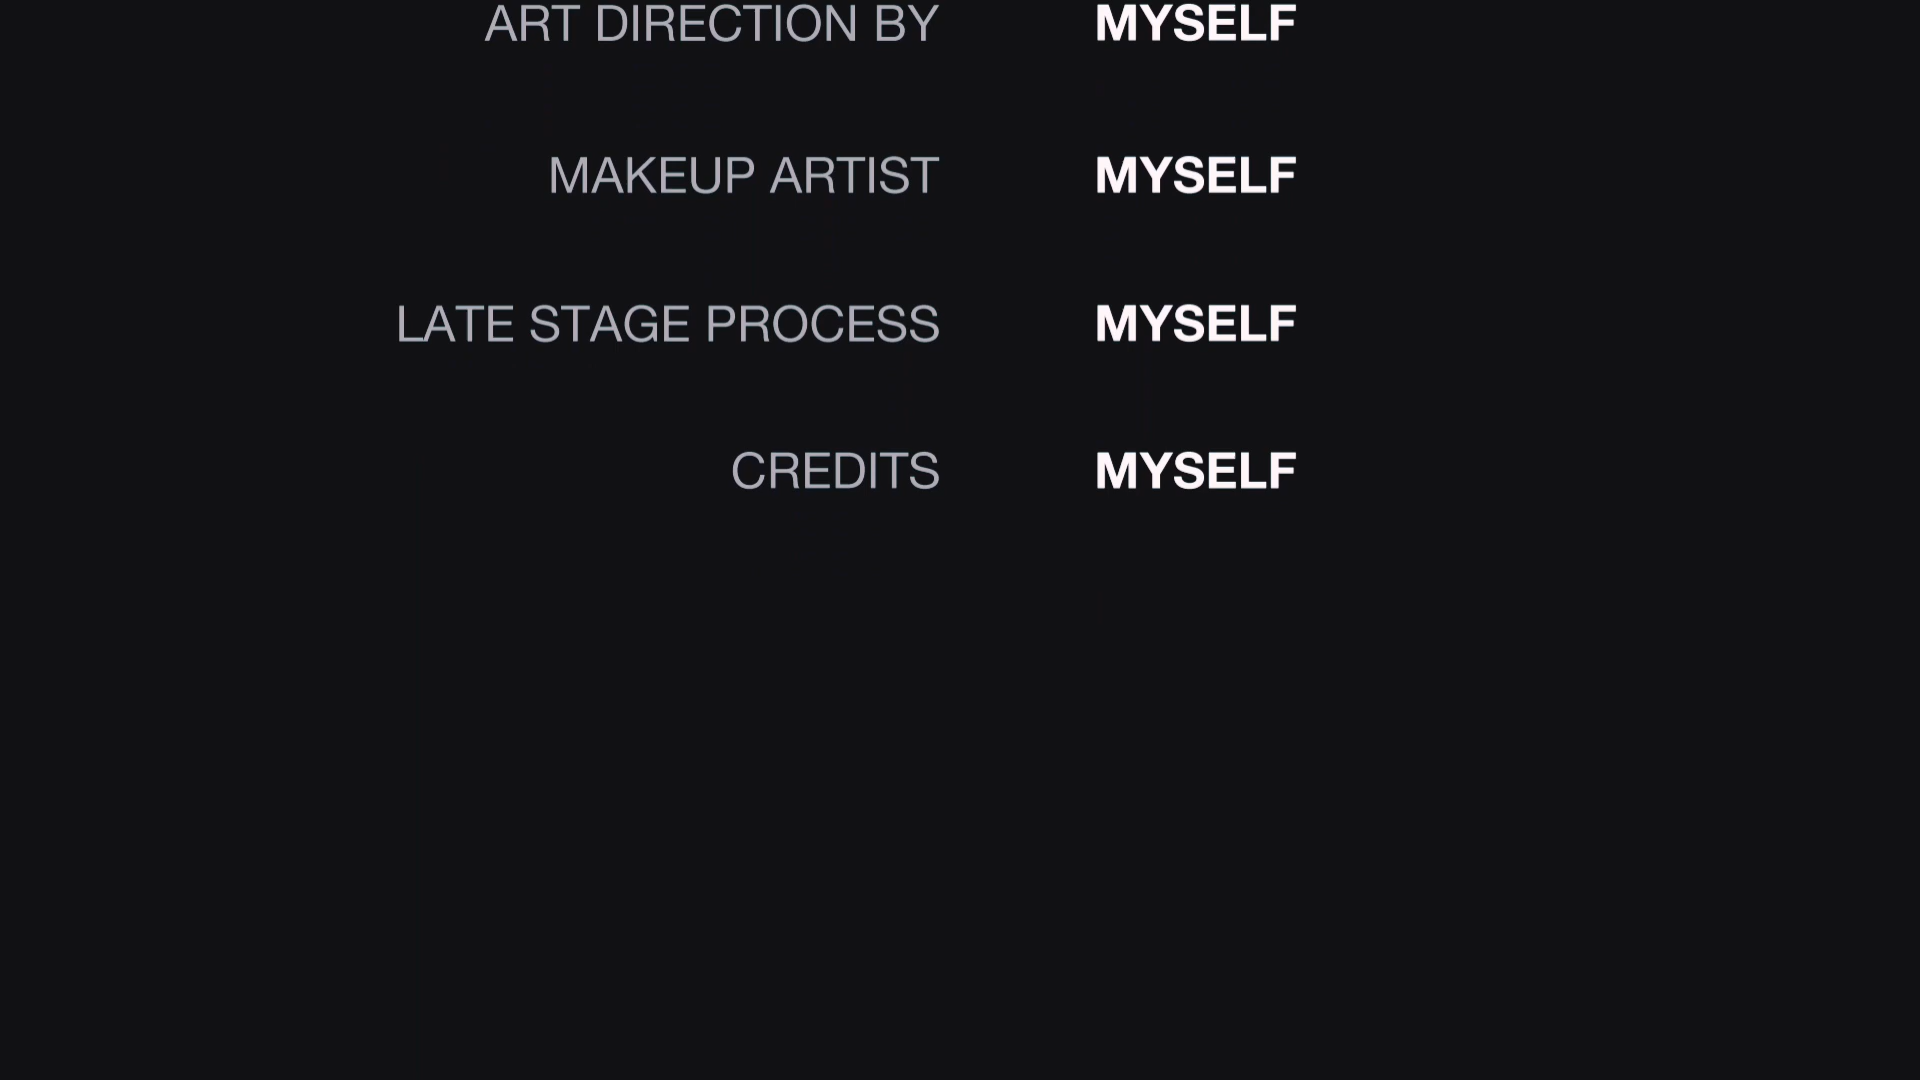 ART DIRECTION BY MYSELF
MAKEUP ARTIST MYSELF
LATE STAGE PROCESS MYSELF
CREDITS MYSELF